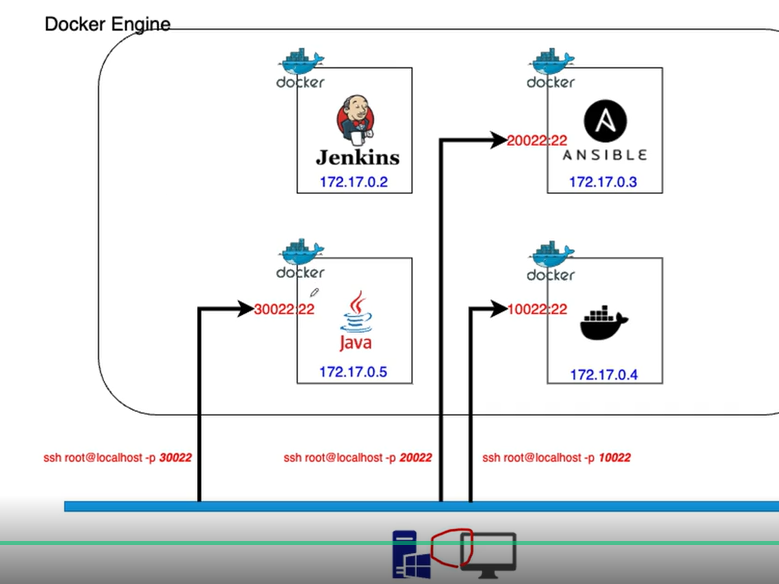 Docker Engine
docker
Jenkins
172.17.0.2
docker
20022:22
ANSIBLE
172.17.0.3
docker
30022:22
Java
172.17.0.5
docker
10022:22
172.17.0.4
ssh root@localhost -p 30022
ssh root@localhost -p 20022
ssh root@localhost -p 10022